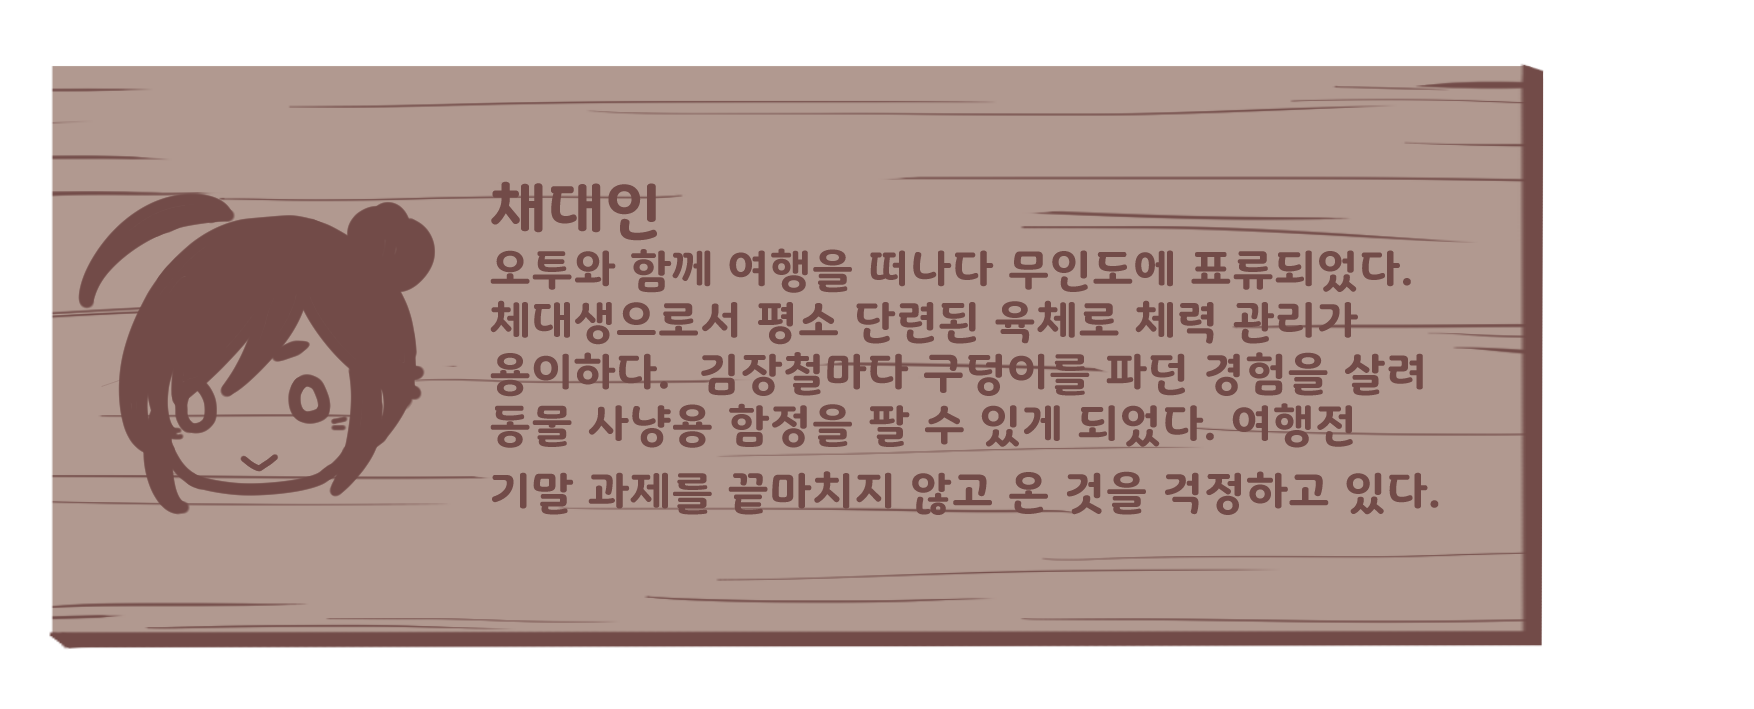 채대인
오투와 함께 여행을 떠나다 무인도에 표류되었다.
체대생으로서 평소 단련된 육체로 체력 관리가
용이하다. 김장철마다 구덩이를 파던 경험을 살려
동물 사냥용 함정을 팔 수 있게 되었다. 여행전
기말 과제를 끝마치지 않고 온 것을 걱정하고 있다.